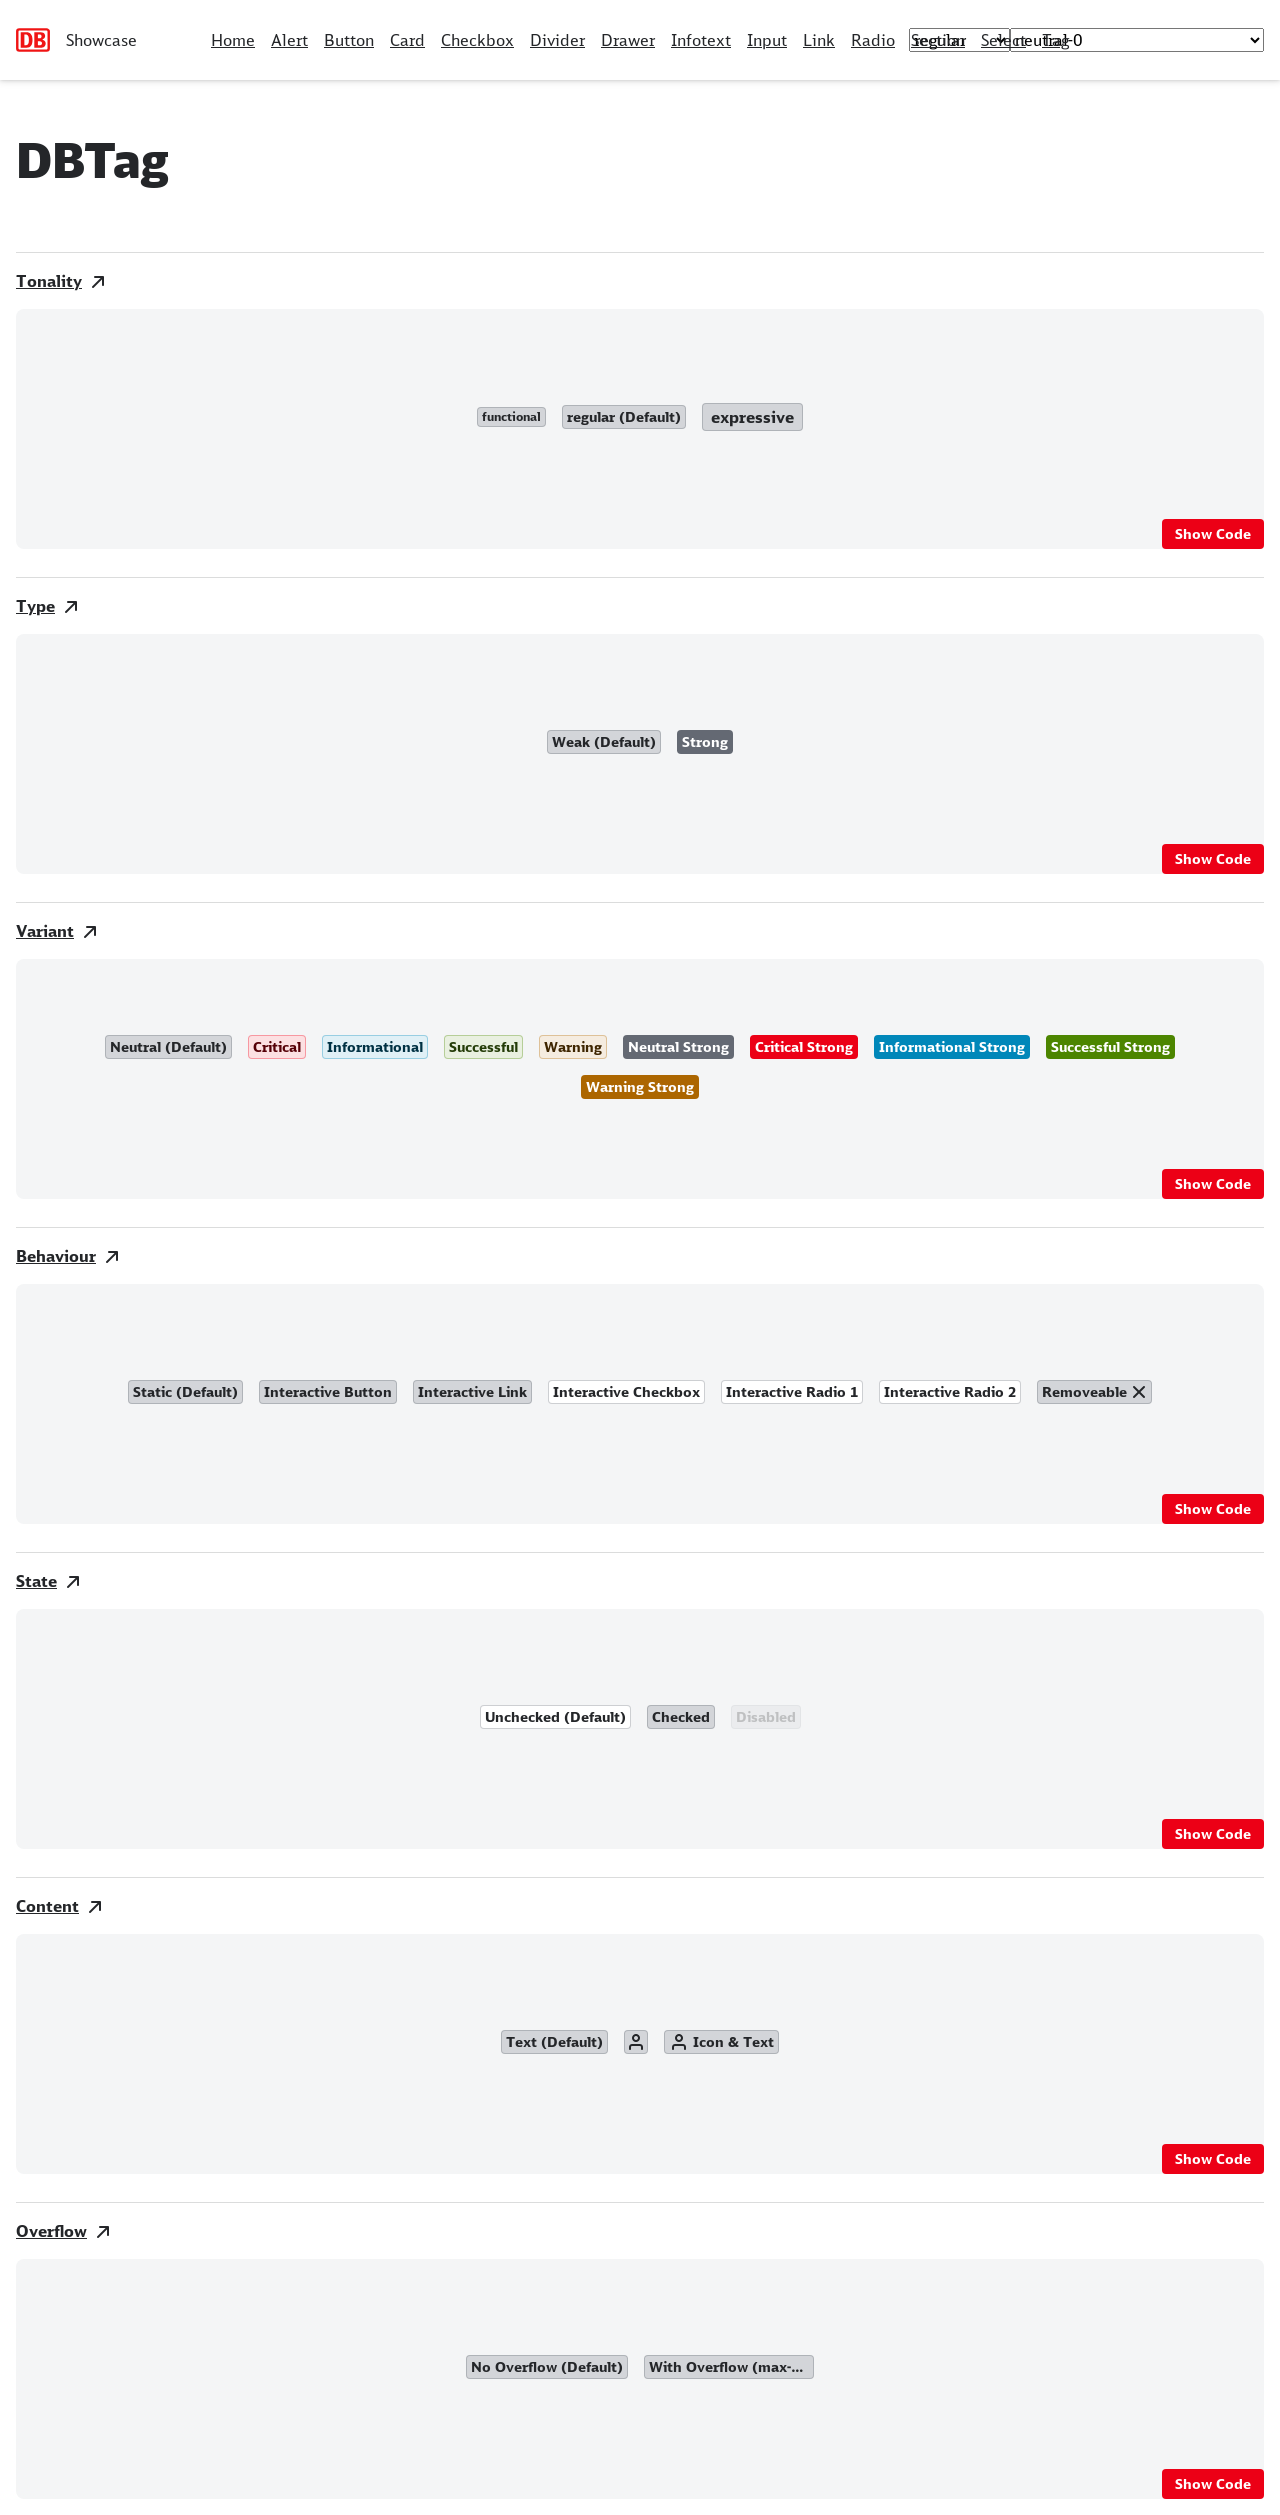 DB Showcase Home Alert Button Card Checkbox Divider Drawer Infotext Input Link Radio Section Select Tag regular neutral-0
DBTag
Tonality
functional regular (Default) expressive
Show Code
Type
Weak (Default) Strong
Show Code
Variant
Neutral (Default) Critical Informational Successful Warning Neutral Strong Critical Strong Informational Strong Successful Strong
Warning Strong
Show Code
Behaviour
Static (Default) Interactive Button Interactive Link Interactive Checkbox Interactive Radio 1 Interactive Radio 2 Removeable
Show Code
State
Unchecked (Default) Checked Disabled
Show Code
Content
Text (Default) Icon & Text
Show Code
Overflow
No Overflow (Default) With Overflow (max-...
Show Code